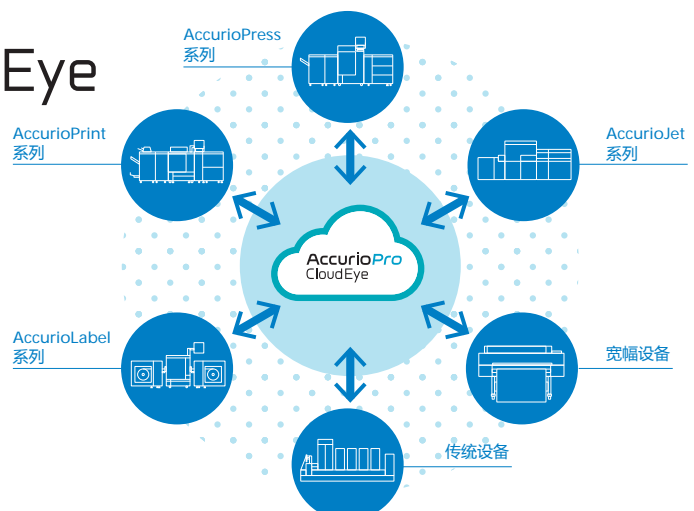 AccurioPress
系列
Eye
AccurioPrint
系列
AccurioJet
系列
AccurioPro
CloudEye
AccurioLabel
系列
宽幅设备
传统设备